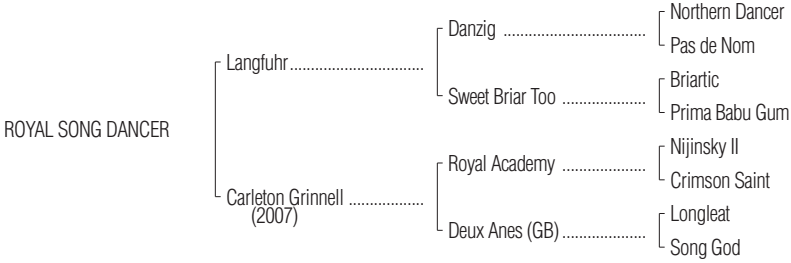 Northern Dancer
Danzig ..................................
Pas de Nom
Langfuhr................................
Briartic
Sweet Briar Too ....................
Prima Babu Gum
ROYAL SONG DANCER
Nijinsky II
Royal Academy ....................
Crimson Saint
Carleton Grinnell ..................
(2007)
Longleat
Deux Anes (GB)....................
Song God